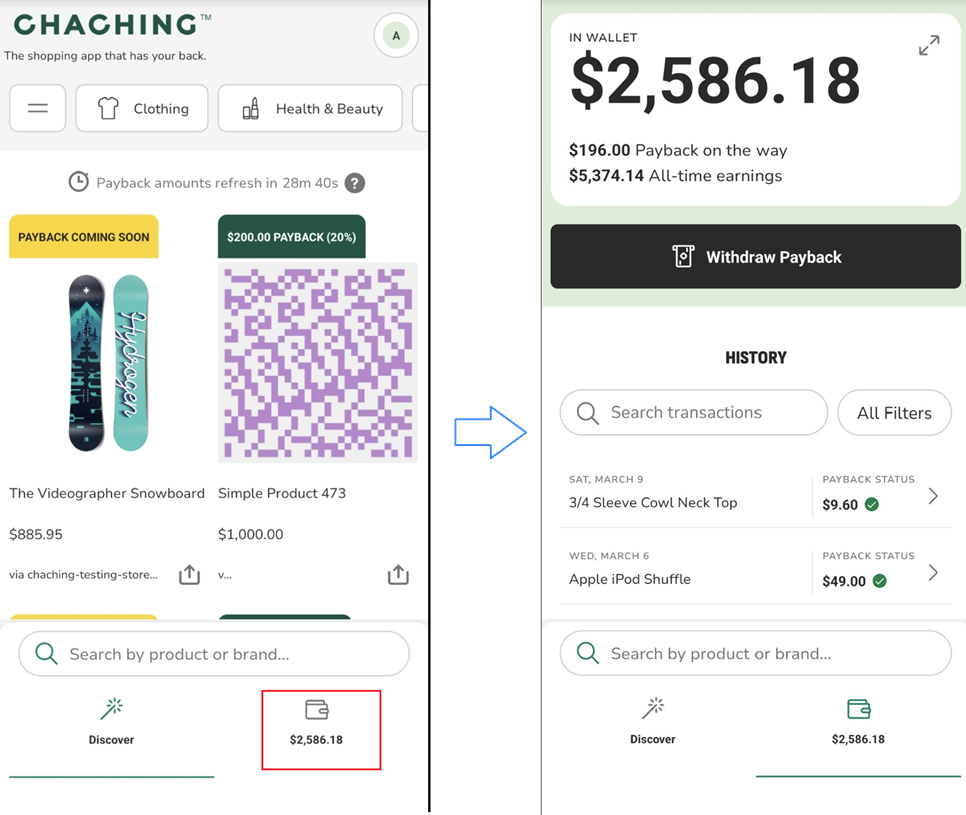 CHACHING™
The shopping app that has your back.
A
Clothing
Health & Beauty
Payback amounts refresh in 28m 40s ?
PAYBACK COMING SOON
$200.00 PAYBACK (20%)
Hydrogen
The Videographer Snowboard
Simple Product 473
$885.95
$1,000.00
via chaching-testing-store...
v...
Search by product or brand...
Discover
$2,586.18
IN WALLET
$2,586.18
$196.00 Payback on the way
$5,374.14 All-time earnings
Withdraw Payback
HISTORY
Search transactions
All Filters
SAT, MARCH 9
3/4 Sleeve Cowl Neck Top
PAYBACK STATUS
$9.60
WED, MARCH 6
Apple iPod Shuffle
PAYBACK STATUS
$49.00
Search by product or brand...
Discover
$2,586.18